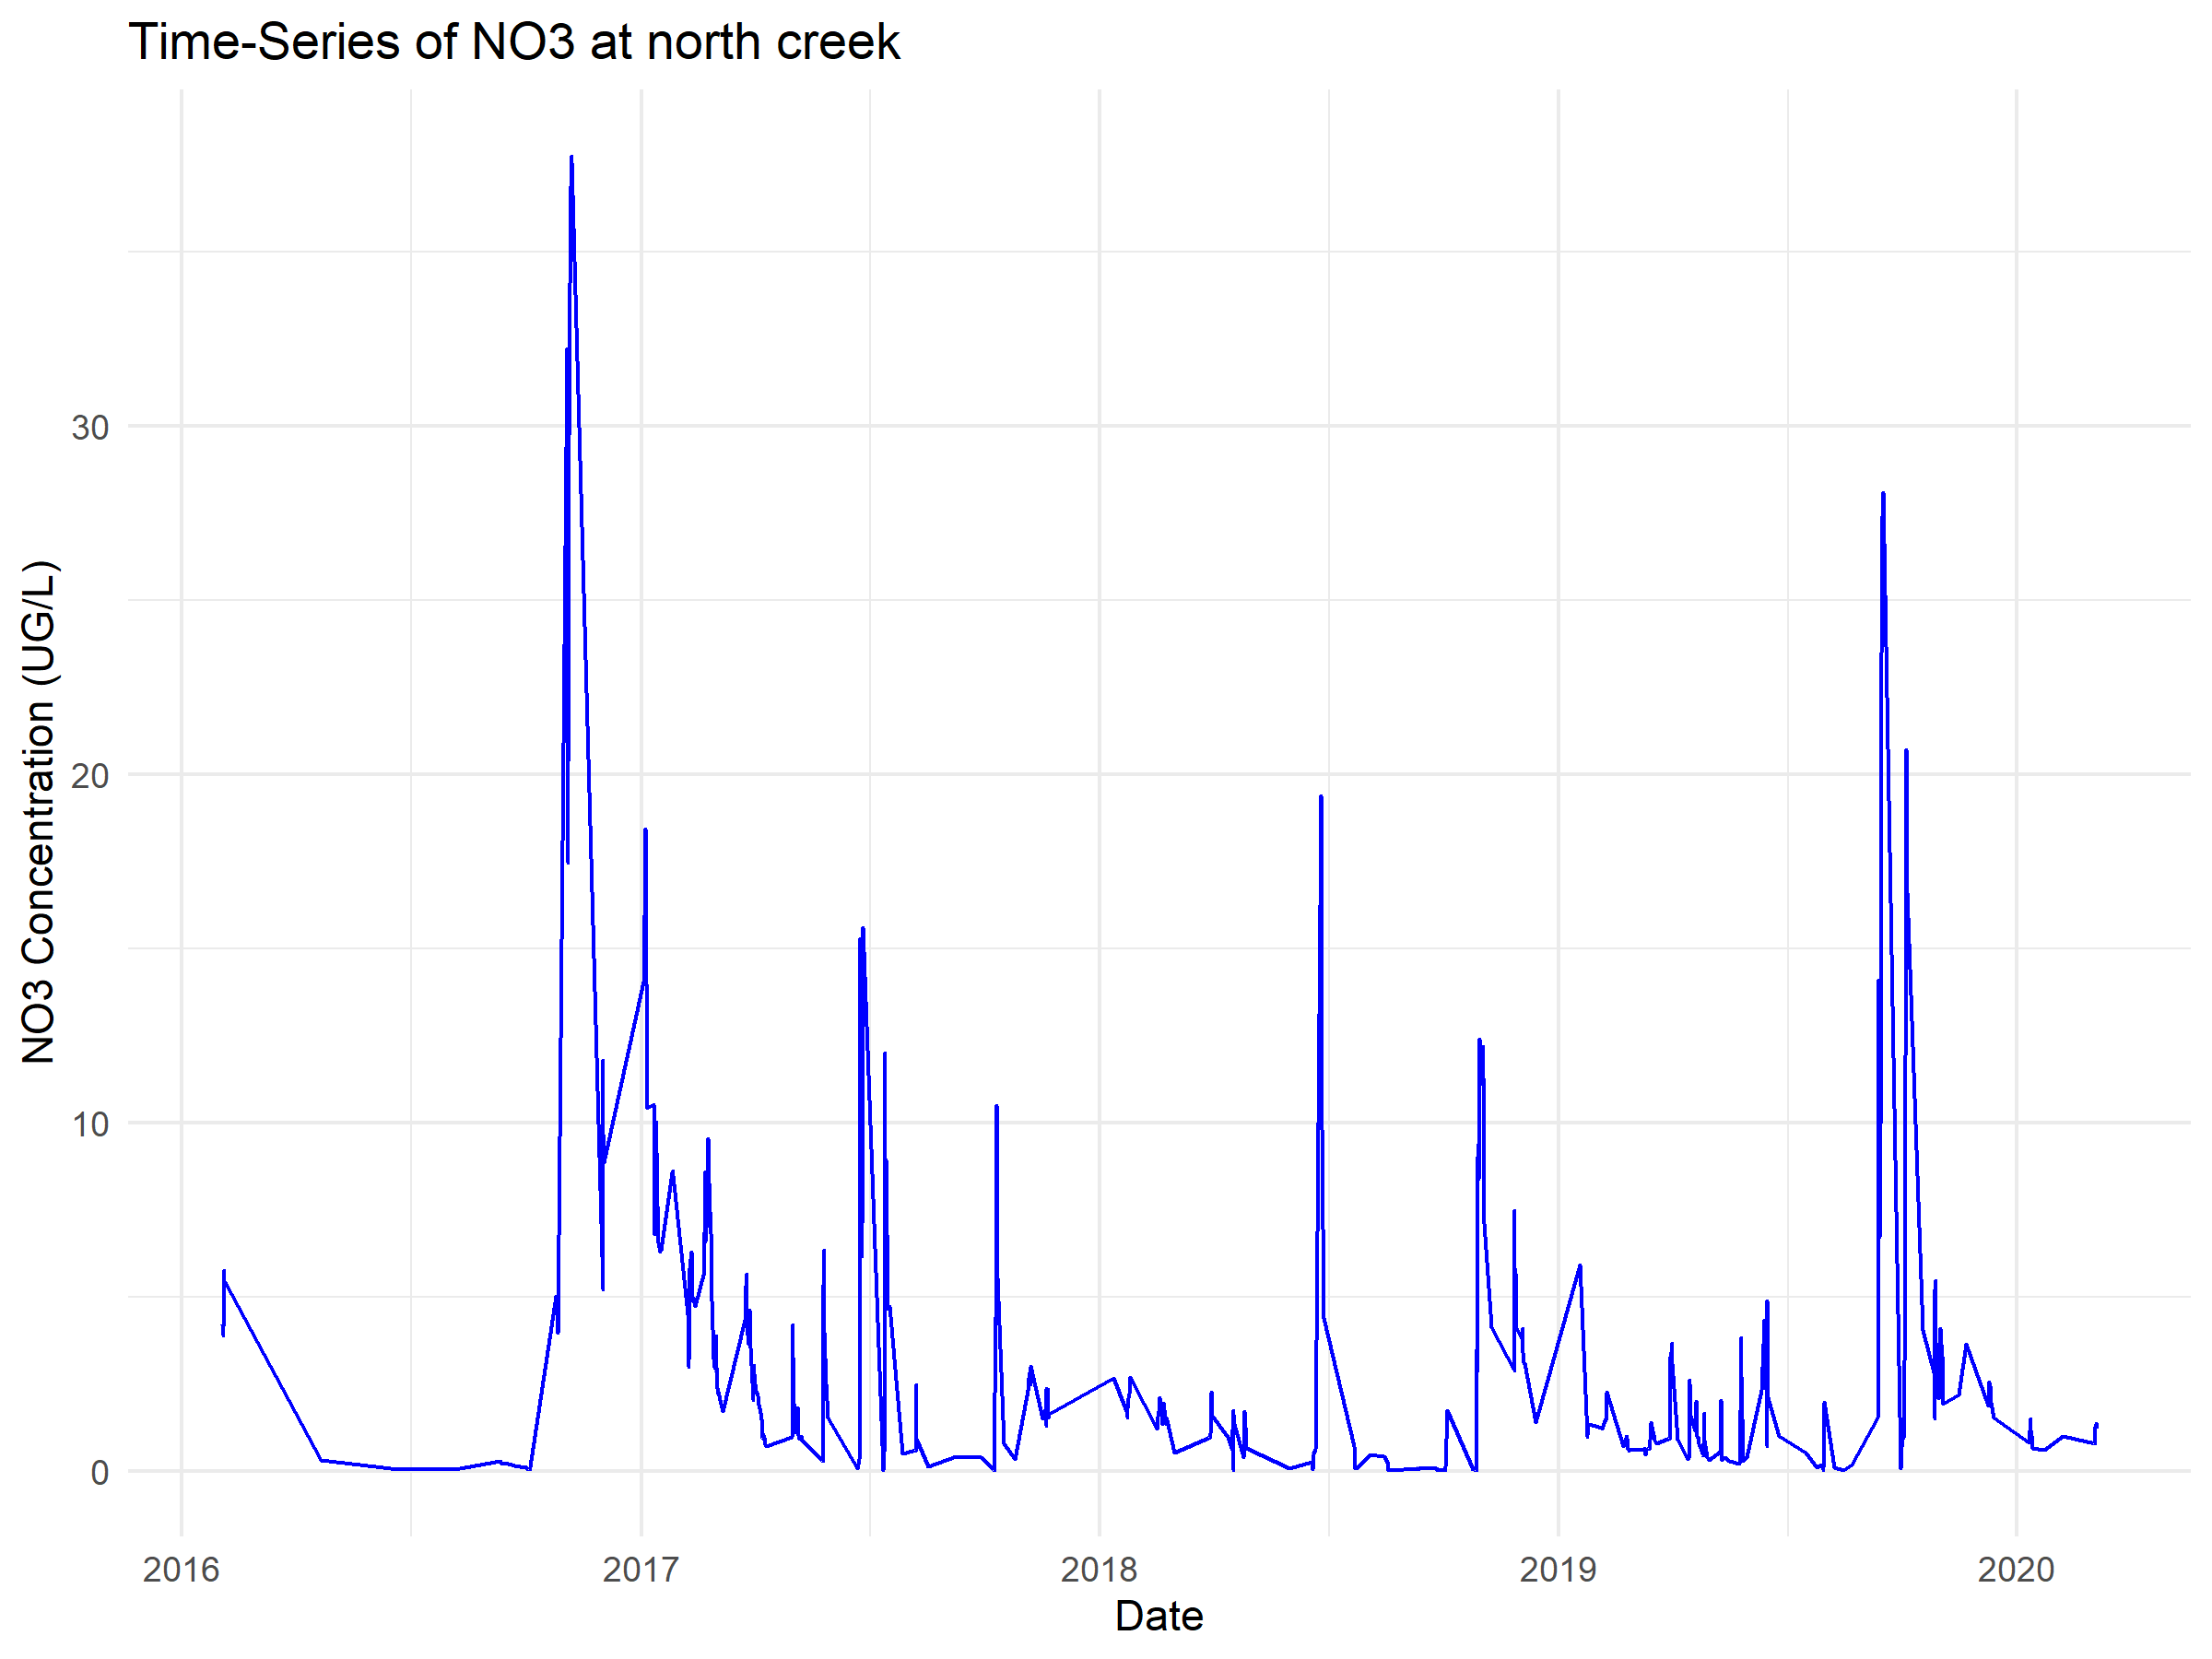 Time-Series of NO3 at north creek
NO3 Concentration (UG/L)
30
20
10
0
2016 2017 2018 2019 2020
Date